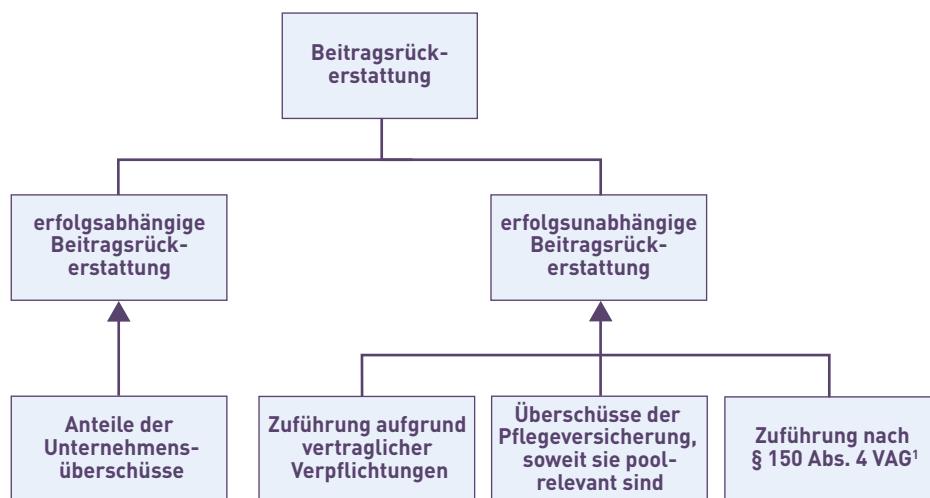 Beitragsrück-
erstattung
erfolgsabhängige
Beitragsrück-
erstattung
erfolgsunabhängige
Beitragsrück-
erstattung
Anteile der
Unternehmens-
überschüsse
Zuführung aufgrund
vertraglicher
Verpflichtungen
Überschüsse der
Pflegeversicherung,
soweit sie pool-
relevant sind
Zuführung nach
§ 150 Abs. 4 VAG¹